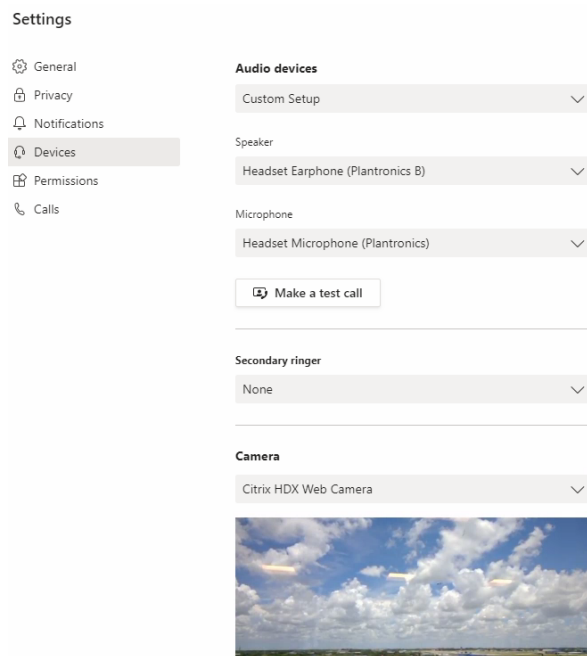 Settings
General
Privacy
Notifications
Devices
Permissions
Calls
Audio devices
Custom Setup
Speaker
Headset Earphone (Plantronics B)
Microphone
Headset Microphone (Plantronics)
Make a test call
Secondary ringer
None
Camera
Citrix HDX Web Camera